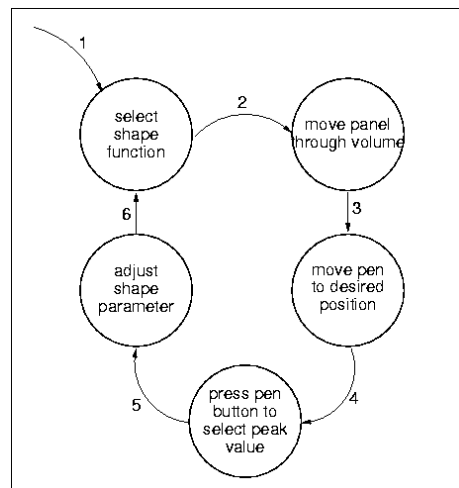 1
select
shape
function
2
move panel
through volume
3
move pen
to desired
position
4
press pen
button to
select peak
value
5
adjust
shape
parameter
6